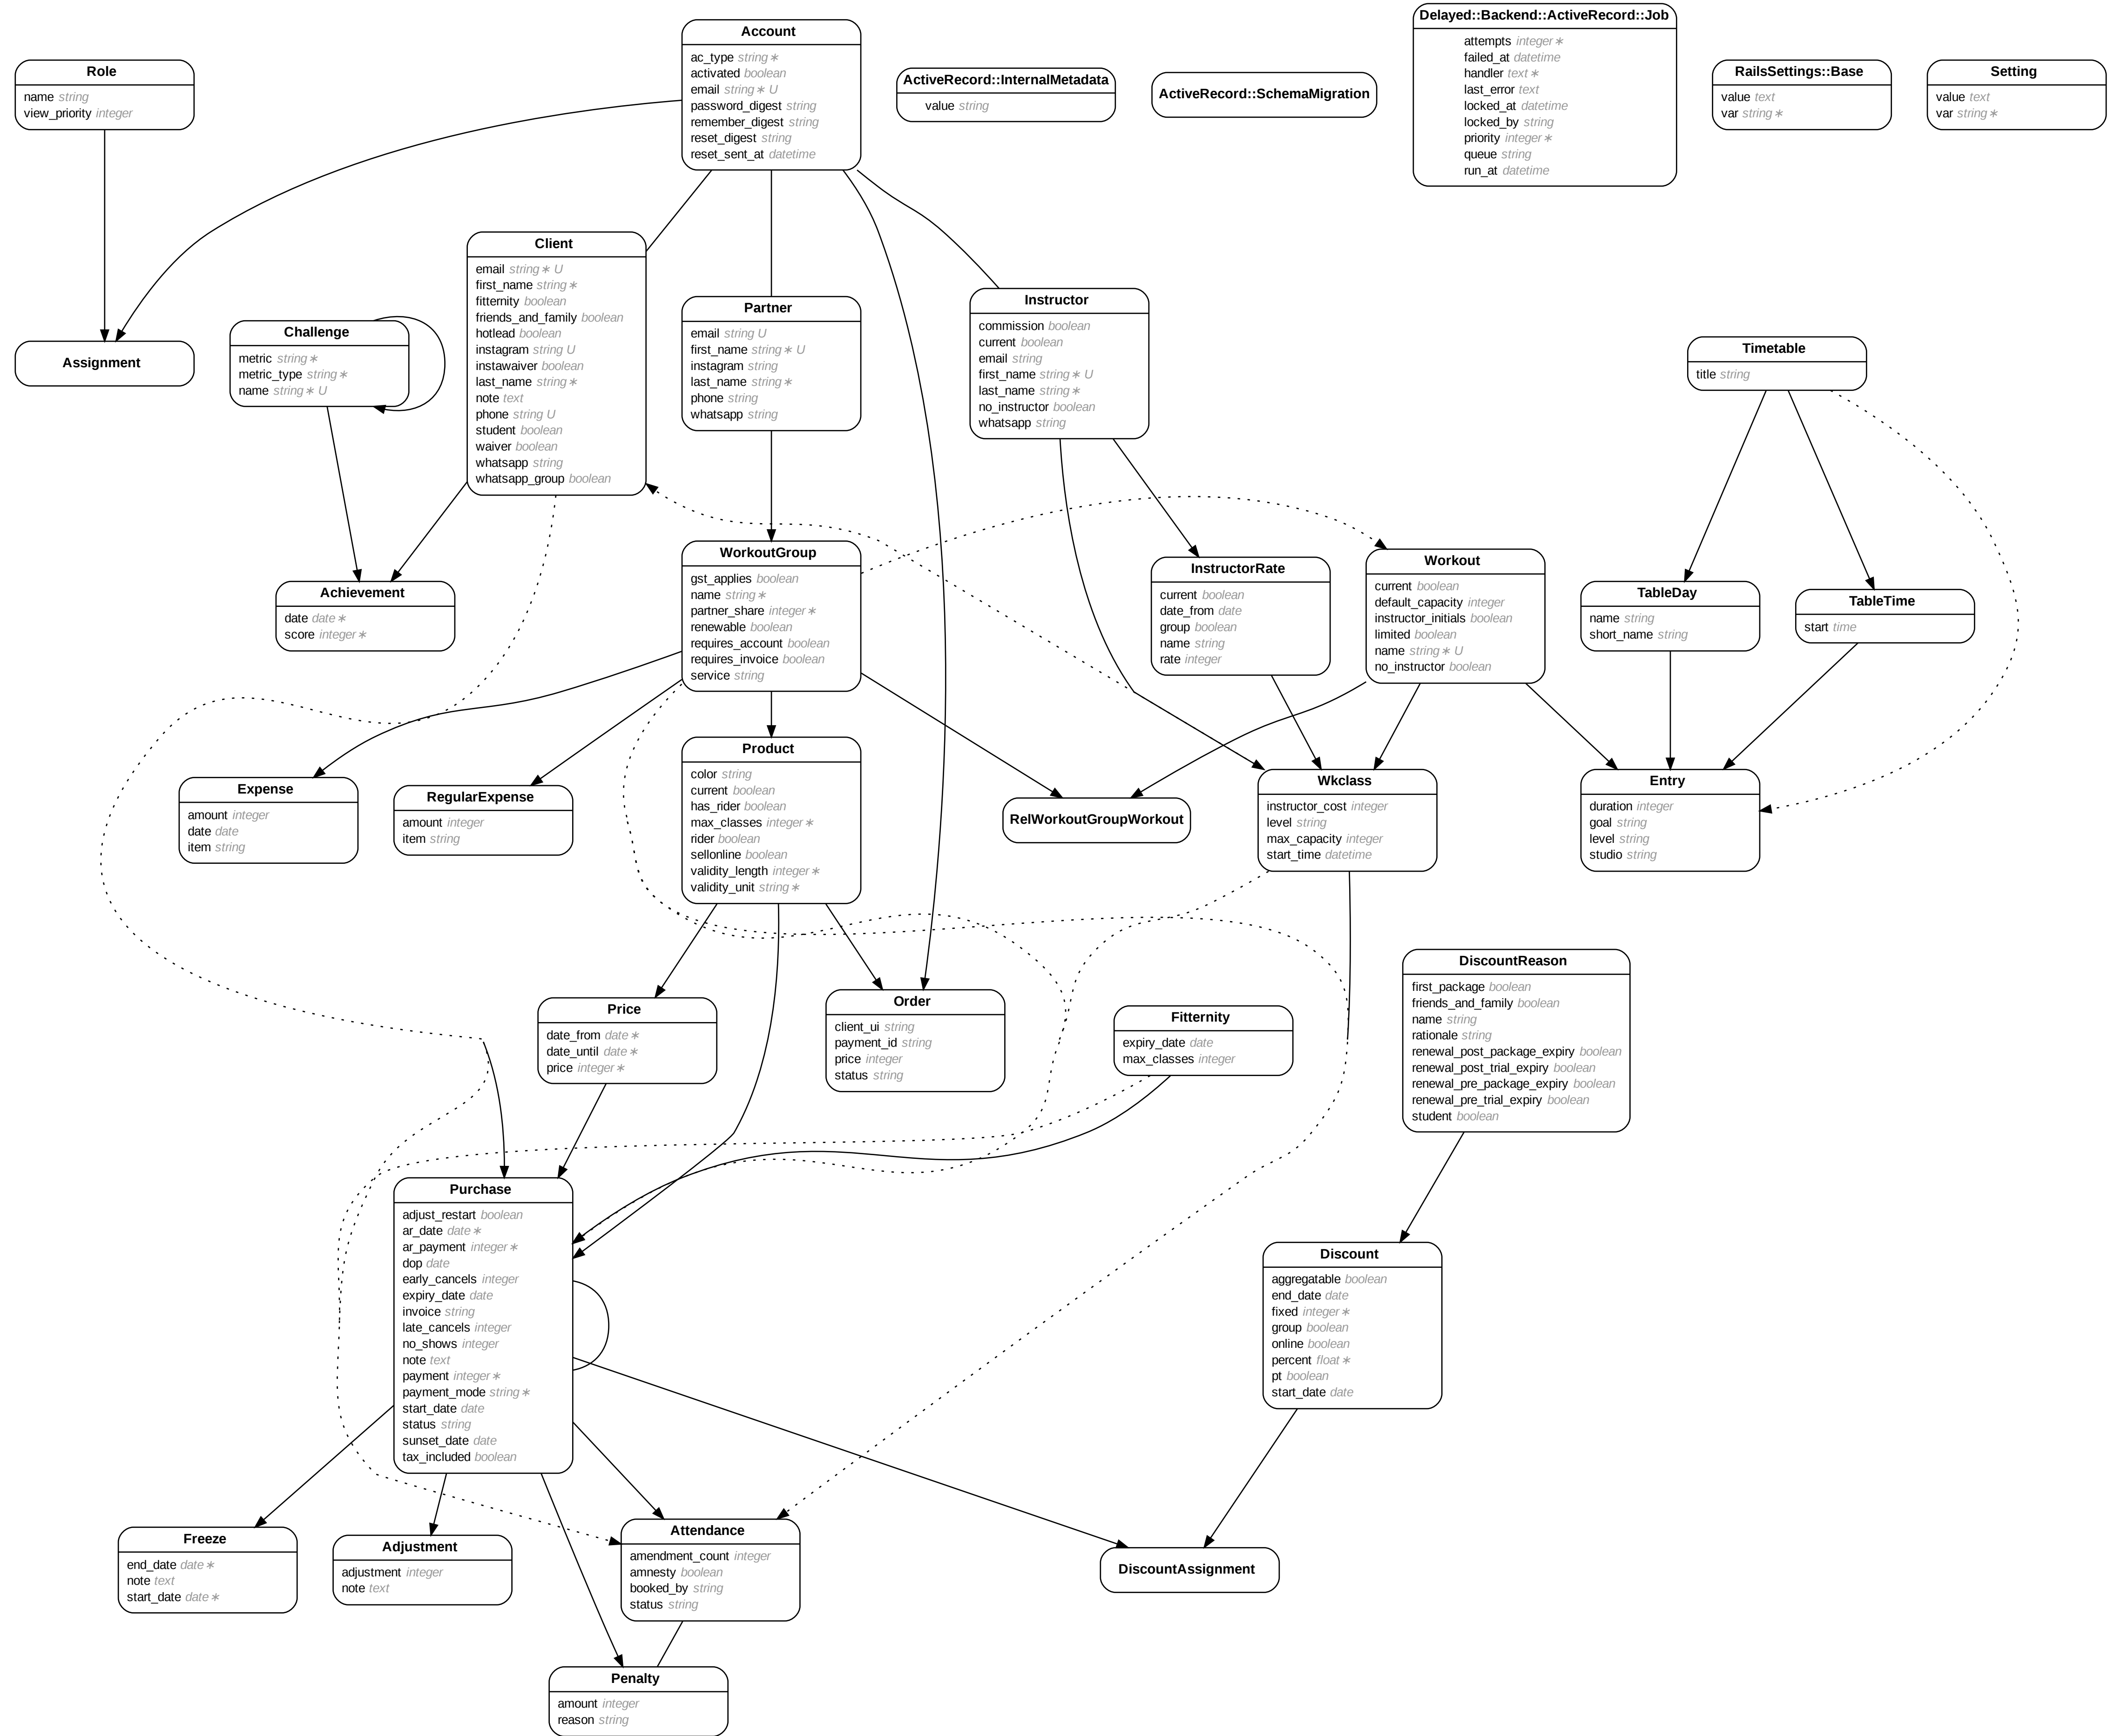 Role
name string
view_priority integer
Account
ac_type string∗
activated boolean
email string∗ U
password_digest string
remember_digest string
reset_digest string
reset_sent_at datetime
ActiveRecord::InternalMetadata
value string
ActiveRecord::SchemaMigration
Delayed::Backend::ActiveRecord::Job
attempts integer∗
failed_at datetime
handler text∗
last_error text
locked_at datetime
locked_by string
priority integer∗
queue string
run_at datetime
RailsSettings::Base
value text
var string∗
Setting
value text
var string∗
Client
email string∗ U
first_name string∗
fitternity boolean
friends_and_family boolean
hotlead boolean
instagram string U
instawaiver boolean
last_name string∗
note text
phone string U
student boolean
waiver boolean
whatsapp string
whatsapp_group boolean
Partner
email string U
first_name string∗ U
instagram string
last_name string∗
phone string
whatsapp string
Instructor
commission boolean
current boolean
email string
first_name string∗ U
last_name string∗
no_instructor boolean
whatsapp string
Assignment
Challenge
metric string∗
metric_type string∗
name string∗ U
Timetable
title string
Achievement
date date∗
score integer∗
WorkoutGroup
gst_applies boolean
name string∗
partner_share integer∗
renewable boolean
requires_account boolean
requires_invoice boolean
service string
InstructorRate
current boolean
date_from date
group boolean
name string
rate integer
Workout
current boolean
default_capacity integer
instructor_initials boolean
limited boolean
name string∗ U
no_instructor boolean
TableDay
name string
short_name string
TableTime
start time
Expense
amount integer
date date
item string
RegularExpense
amount integer
item string
Product
color string
current boolean
has_rider boolean
max_classes integer∗
rider boolean
sellonline boolean
validity_length integer∗
validity_unit string∗
RelWorkoutGroupWorkout
Wkclass
instructor_cost integer
level string
max_capacity integer
start_time datetime
Entry
duration integer
goal string
level string
studio string
Price
date_from date∗
date_until date∗
price integer∗
Order
client_ui string
payment_id string
price integer
status string
Fitternity
expiry_date date
max_classes integer
DiscountReason
first_package boolean
friends_and_family boolean
name string
rationale string
renewal_post_package_expiry boolean
renewal_post_trial_expiry boolean
renewal_pre_package_expiry boolean
renewal_pre_trial_expiry boolean
student boolean
Purchase
adjust_restart boolean
ar_date date∗
ar_payment integer∗
dop date
early_cancels integer
expiry_date date
invoice string
late_cancels integer
no_shows integer
note text
payment integer∗
payment_mode string∗
start_date date
status string
sunset_date date
tax_included boolean
Discount
aggregatable boolean
end_date date
fixed integer∗
group boolean
online boolean
percent float∗
pt boolean
start_date date
Freeze
end_date date∗
note text
start_date date∗
Adjustment
adjustment integer
note text
Attendance
amendment_count integer
amnesty boolean
booked_by string
status string
DiscountAssignment
Penalty
amount integer
reason string